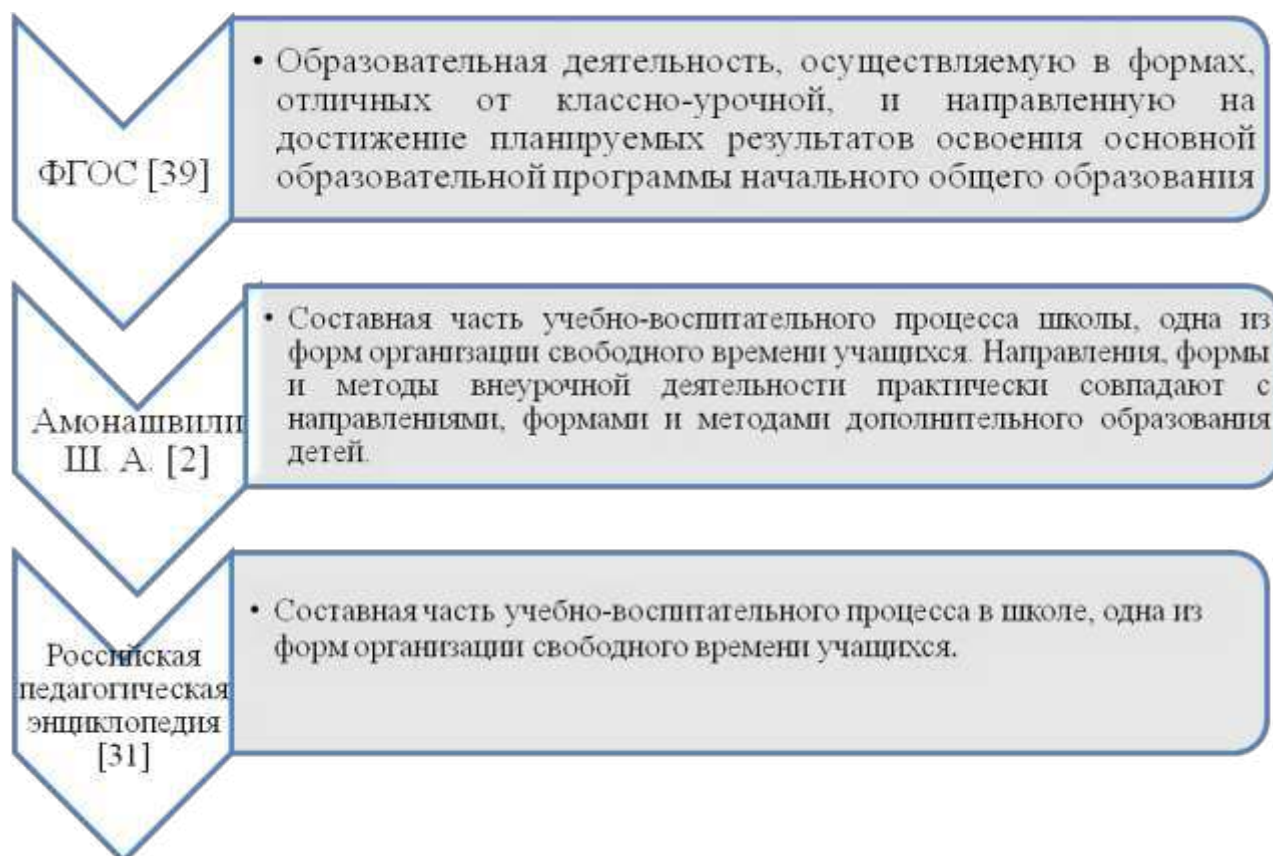 ФГОС [39]
• Образовательная деятельность, осуществляемую в формах,
отличных от классно-урочной, и направленную на
достижение планируемых результатов освоения основной
образовательной программы начального общего образования
Амонашвили
Ш. А. [2]
• Составная часть учебно-воспитательного процесса школы, одна из
форм организации свободного времени учащихся. Направления, формы
и методы внеурочной деятельности практически совпадают с
направлениями, формами и методами дополнительного образования
детей.
Российская
педагогическая
энциклопедия
[31]
• Составная часть учебно-воспитательного процесса в школе, одна из
форм организации свободного времени учащихся.